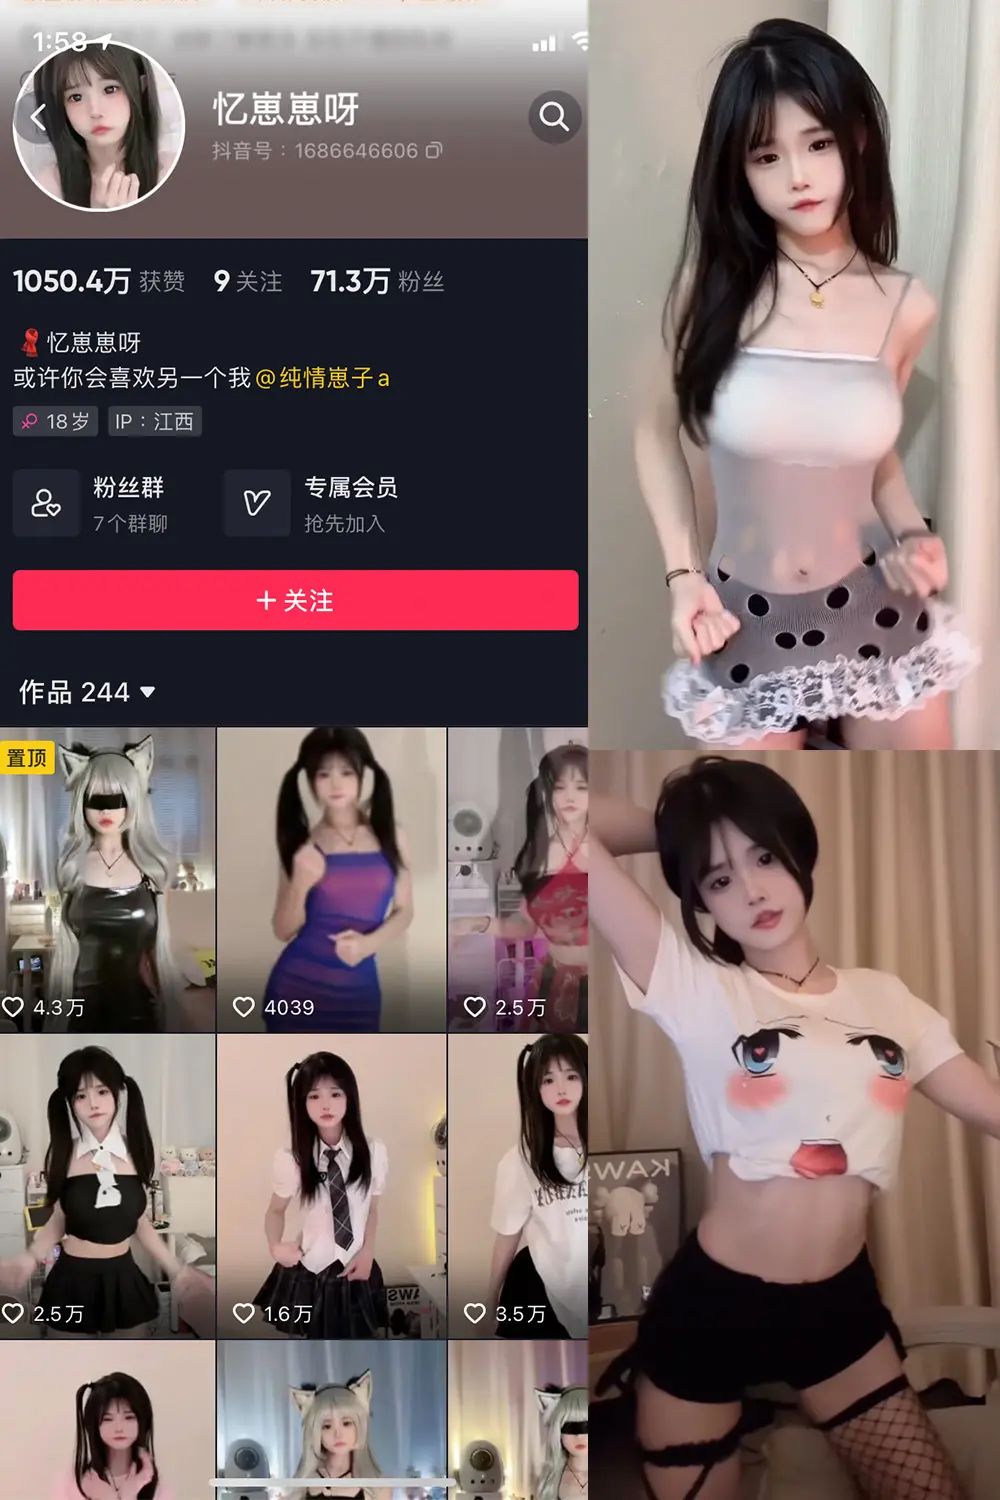 1:58
忆崽崽呀
抖音号：1686646606
1050.4万 获赞 9 关注 71.3万 粉丝
忆崽崽呀
或许你会喜欢另一个我@纯情崽子a
18岁 IP：江西
粉丝群 专属会员
7个群聊 抢先加入
+ 关注
作品 244
置顶
4.3万 4039 2.5万
KAWS
2.5万 1.6万 3.5万